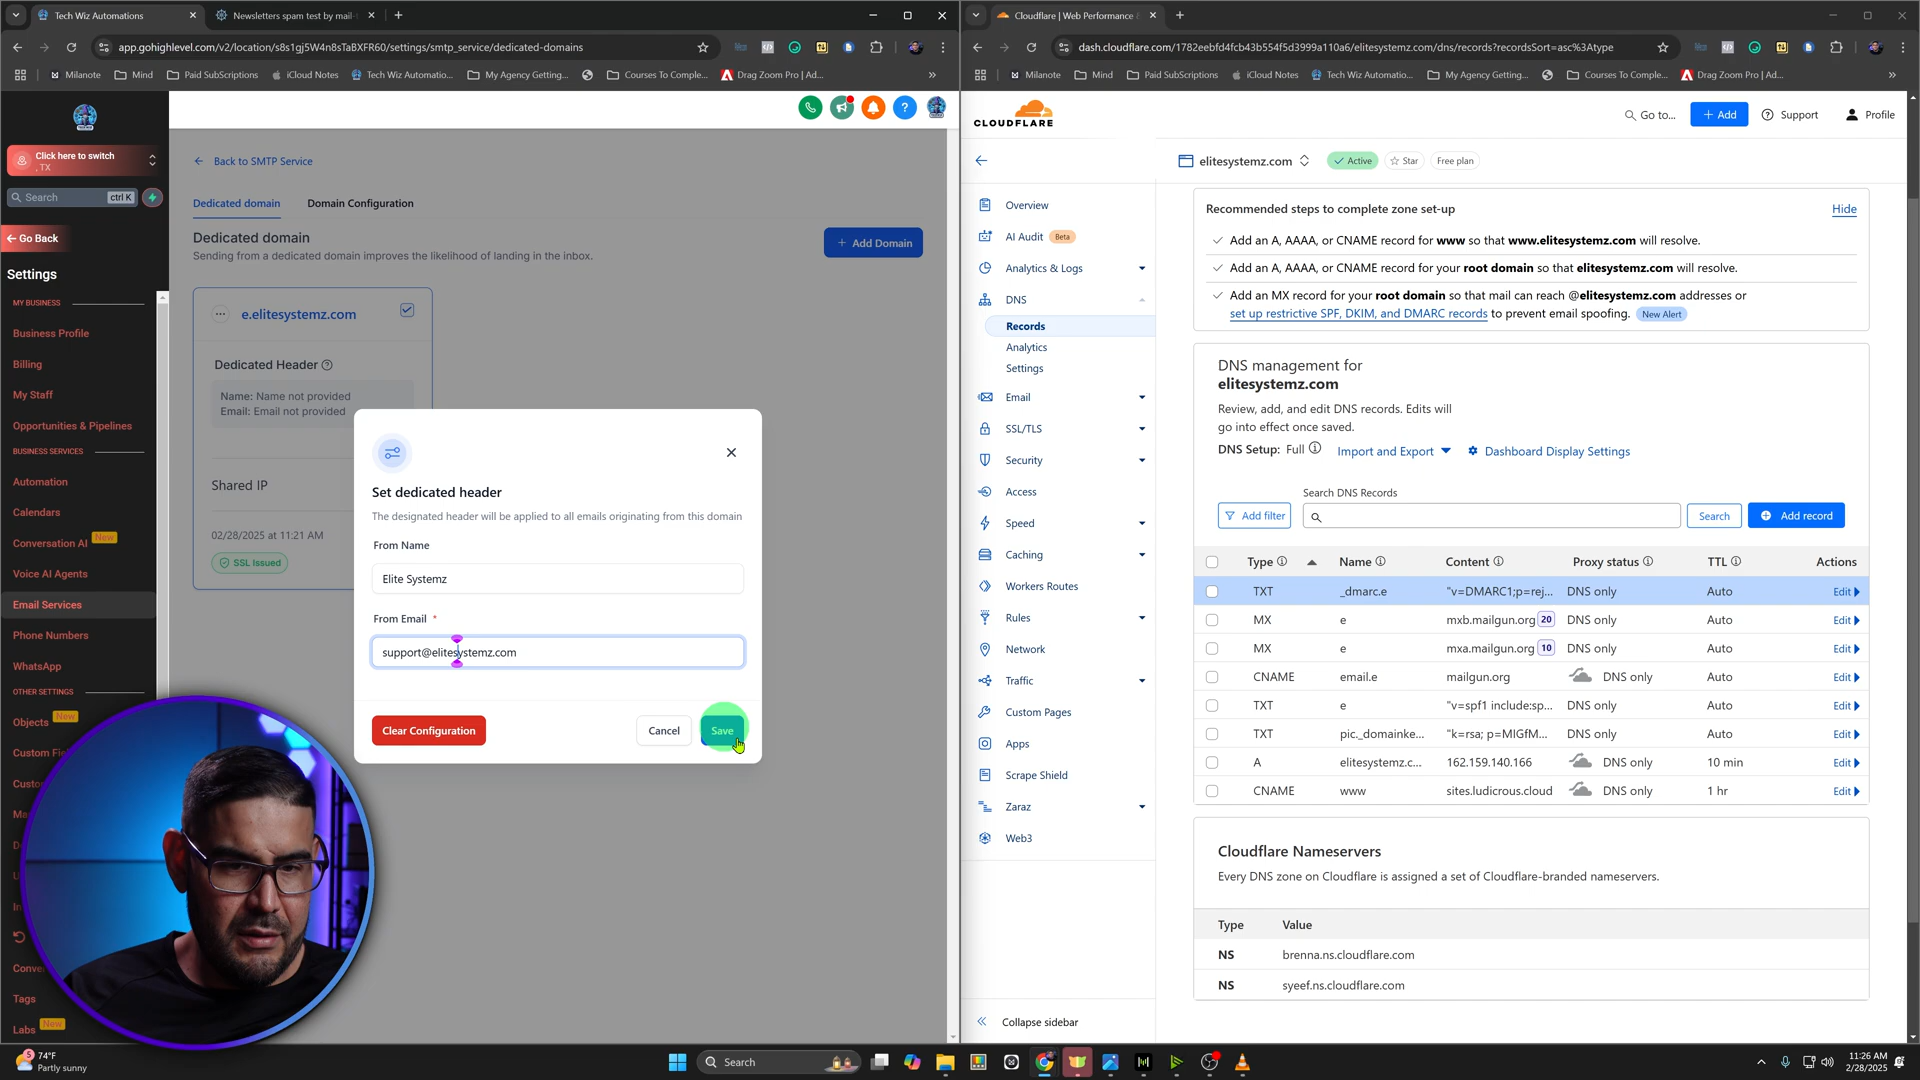 Tech Wiz Automations
Newsletters spam test by mail-
app.gohighlevel.com/v2/location/s8s1gj5W4n8sTaBXFR60/settings/smtp_service/dedicated-domains
Milanote
Mind
Paid SubScriptions
iCloud Notes
Tech Wiz Automatio...
My Agency Getting...
Courses To Comple...
Drag Zoom Pro | Ad...
Click here to switch
, TX
Search
ctrl K
Go Back
Settings
MY BUSINESS
Business Profile
Billing
My Staff
Opportunities & Pipelines
BUSINESS SERVICES
Automation
Calendars
Conversation AI
New
Voice AI Agents
Email Services
Phone Numbers
WhatsApp
OTHER SETTINGS
Objects
New
Custom Fi
Custo
Ma
D
In
Conve
Tags
Labs
New
Back to SMTP Service
Dedicated domain
Domain Configuration
Dedicated domain
Sending from a dedicated domain improves the likelihood of landing in the inbox.
+ Add Domain
e.elitesystemz.com
Dedicated Header
Name: Name not provided
Email: Email not provided
Shared IP
02/28/2025 at 11:21 AM
SSL Issued
Set dedicated header
The designated header will be applied to all emails originating from this domain
From Name
Elite Systemz
From Email *
support@elitesystemz.com
Clear Configuration
Cancel
Save
Cloudflare | Web Performance &
dash.cloudflare.com/1782eebfd4fcb43b554f5d3999a110a6/elitesystemz.com/dns/records?recordsSort=asc%3Atype
Milanote
Mind
Paid SubScriptions
iCloud Notes
Tech Wiz Automatio...
My Agency Getting...
Courses To Comple...
Drag Zoom Pro | Ad...
CLOUDFLARE
Go to...
+ Add
Support
Profile
elitesystemz.com
Active
Star
Free plan
Overview
AI Audit
Beta
Analytics & Logs
DNS
Records
Analytics
Settings
Email
SSL/TLS
Security
Access
Speed
Caching
Workers Routes
Rules
Network
Traffic
Custom Pages
Apps
Scrape Shield
Zaraz
Web3
Collapse sidebar
Recommended steps to complete zone set-up
Hide
Add an A, AAAA, or CNAME record for www so that www.elitesystemz.com will resolve.
Add an A, AAAA, or CNAME record for your root domain so that elitesystemz.com will resolve.
Add an MX record for your root domain so that mail can reach @elitesystemz.com addresses or
set up restrictive SPF, DKIM, and DMARC records to prevent email spoofing. New Alert
DNS management for
elitesystemz.com
Review, add, and edit DNS records. Edits will
go into effect once saved.
DNS Setup: Full
Import and Export
Dashboard Display Settings
Search DNS Records
Add filter
Search
Add record
Type Name Content Proxy status TTL Actions
TXT _dmarc.e "v=DMARC1;p=rej... DNS only Auto Edit
MX e mxb.mailgun.org 20 DNS only Auto Edit
MX e mxa.mailgun.org 10 DNS only Auto Edit
CNAME email.e mailgun.org DNS only Auto Edit
TXT e "v=spf1 include:sp... DNS only Auto Edit
TXT pic._domainke... "k=rsa; p=MIGfM... DNS only Auto Edit
A elitesystemz.c... 162.159.140.166 DNS only 10 min Edit
CNAME www sites.ludicrous.cloud DNS only 1 hr Edit
Cloudflare Nameservers
Every DNS zone on Cloudflare is assigned a set of Cloudflare-branded nameservers.
Type Value
NS brenna.ns.cloudflare.com
NS syeef.ns.cloudflare.com
5
74°F
Partly sunny
Search
11:26 AM
2/28/2025